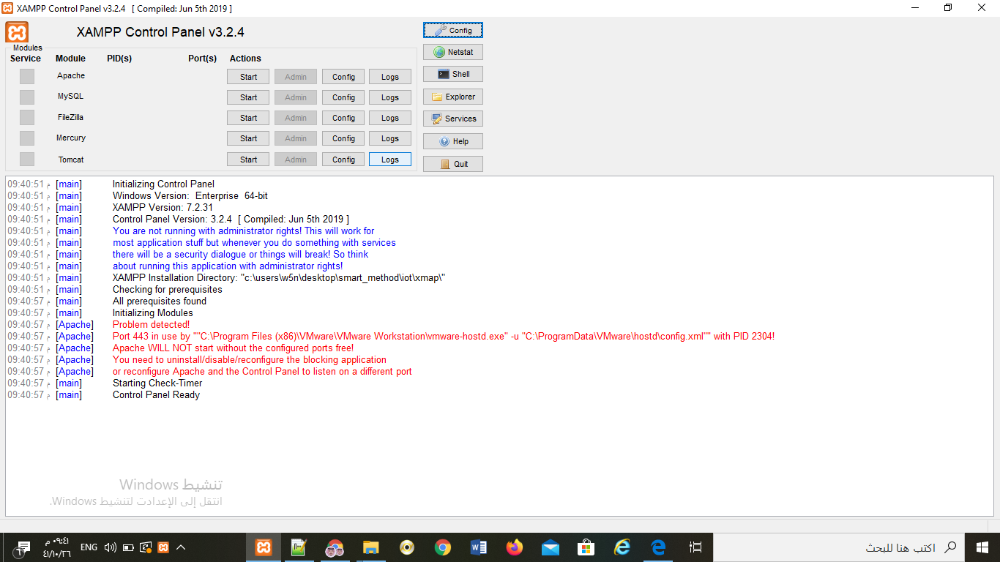 XAMPP Control Panel v3.2.4 [ Compiled: Jun 5th 2019 ]
XAMPP Control Panel v3.2.4
Config
Netstat
Shell
Explorer
Services
Help
Quit
Modules
Service Module PID(s) Port(s) Actions
Apache Start Admin Config Logs
MySQL Start Admin Config Logs
FileZilla Start Admin Config Logs
Mercury Start Admin Config Logs
Tomcat Start Admin Config Logs
09:40:51 م [main] Initializing Control Panel
09:40:51 م [main] Windows Version: Enterprise 64-bit
09:40:51 م [main] XAMPP Version: 7.2.31
09:40:51 م [main] Control Panel Version: 3.2.4 [ Compiled: Jun 5th 2019 ]
09:40:51 م [main] You are not running with administrator rights! This will work for
09:40:51 م [main] most application stuff but whenever you do something with services
09:40:51 م [main] there will be a security dialogue or things will break! So think
09:40:51 م [main] about running this application with administrator rights!
09:40:51 م [main] XAMPP Installation Directory: "c:\users\w5n\desktop\smart_method\iot\xmap\"
09:40:51 م [main] Checking for prerequisites
09:40:57 م [main] All prerequisites found
09:40:57 م [main] Initializing Modules
09:40:57 م [Apache] Problem detected!
09:40:57 م [Apache] Port 443 in use by ""C:\Program Files (x86)\VMware\VMware Workstation\vmware-hostd.exe" -u "C:\ProgramData\VMware\hostd\config.xml"" with PID 2304!
09:40:57 م [Apache] Apache WILL NOT start without the configured ports free!
09:40:57 م [Apache] You need to uninstall/disable/reconfigure the blocking application
09:40:57 م [Apache] or reconfigure Apache and the Control Panel to listen on a different port
09:40:57 م [main] Starting Check-Timer
09:40:57 م [main] Control Panel Ready
تنشيط Windows
انتقل إلى الإعدادت لتنشيط Windows.
اكتب هنا للبحث
ENG
٠٩:٤١ م
٤١/١٠/٢٦
٦